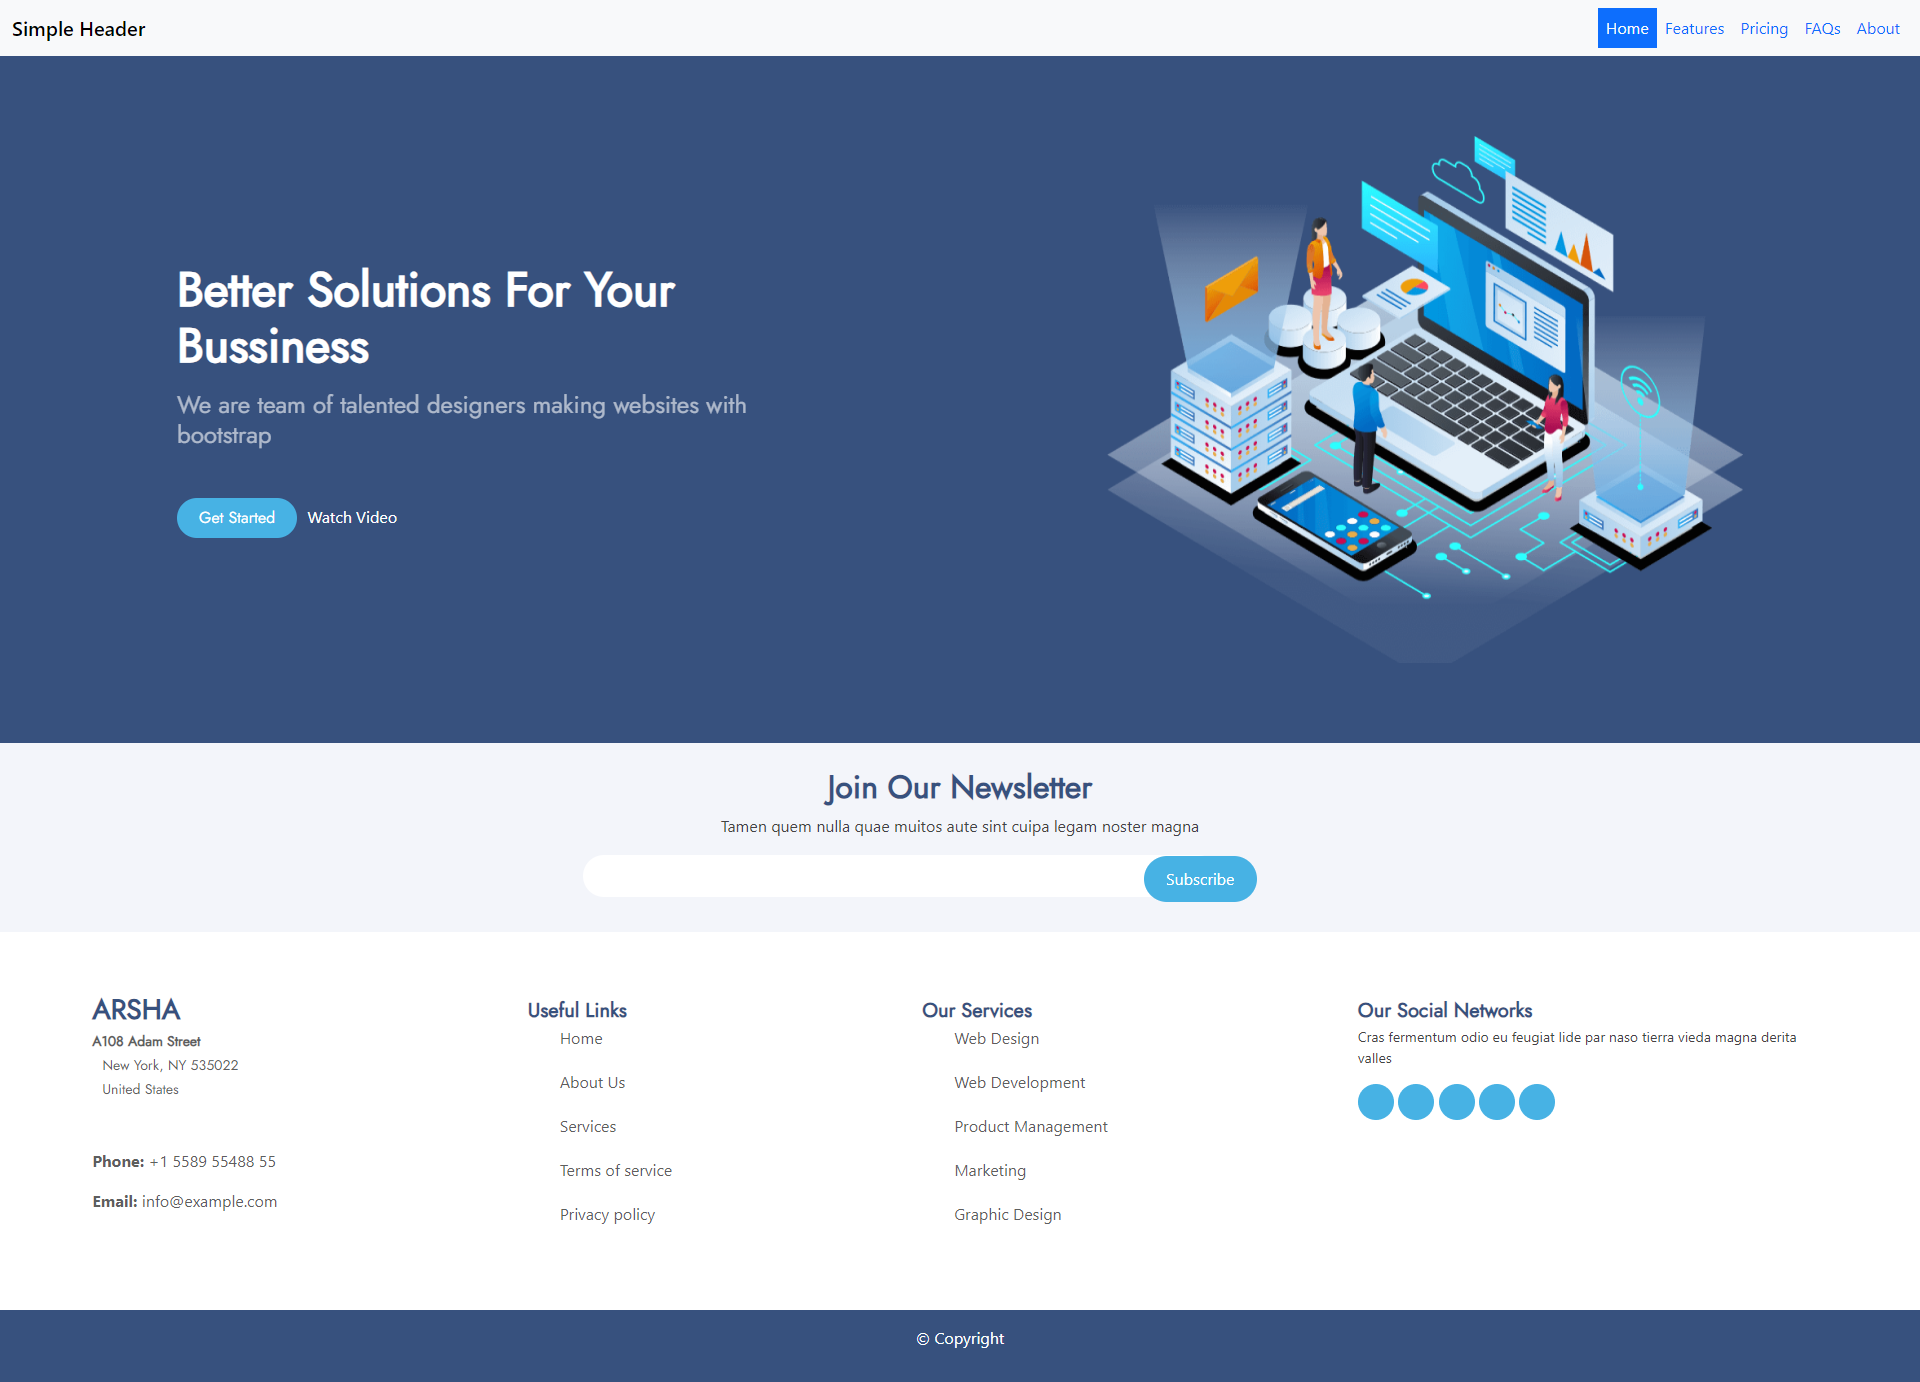 Simple Header
Home Features Pricing FAQs About
Better Solutions For Your
Bussiness
We are team of talented designers making websites with
bootstrap
Get Started Watch Video
Join Our Newsletter
Tamen quem nulla quae muitos aute sint cuipa legam noster magna
Subscribe
ARSHA
A108 Adam Street
New York, NY 535022
United States
Phone: +1 5589 55488 55
Email: info@example.com
Useful Links
Home
About Us
Services
Terms of service
Privacy policy
Our Services
Web Design
Web Development
Product Management
Marketing
Graphic Design
Our Social Networks
Cras fermentum odio eu feugiat lide par naso tierra vieda magna derita
valles
© Copyright